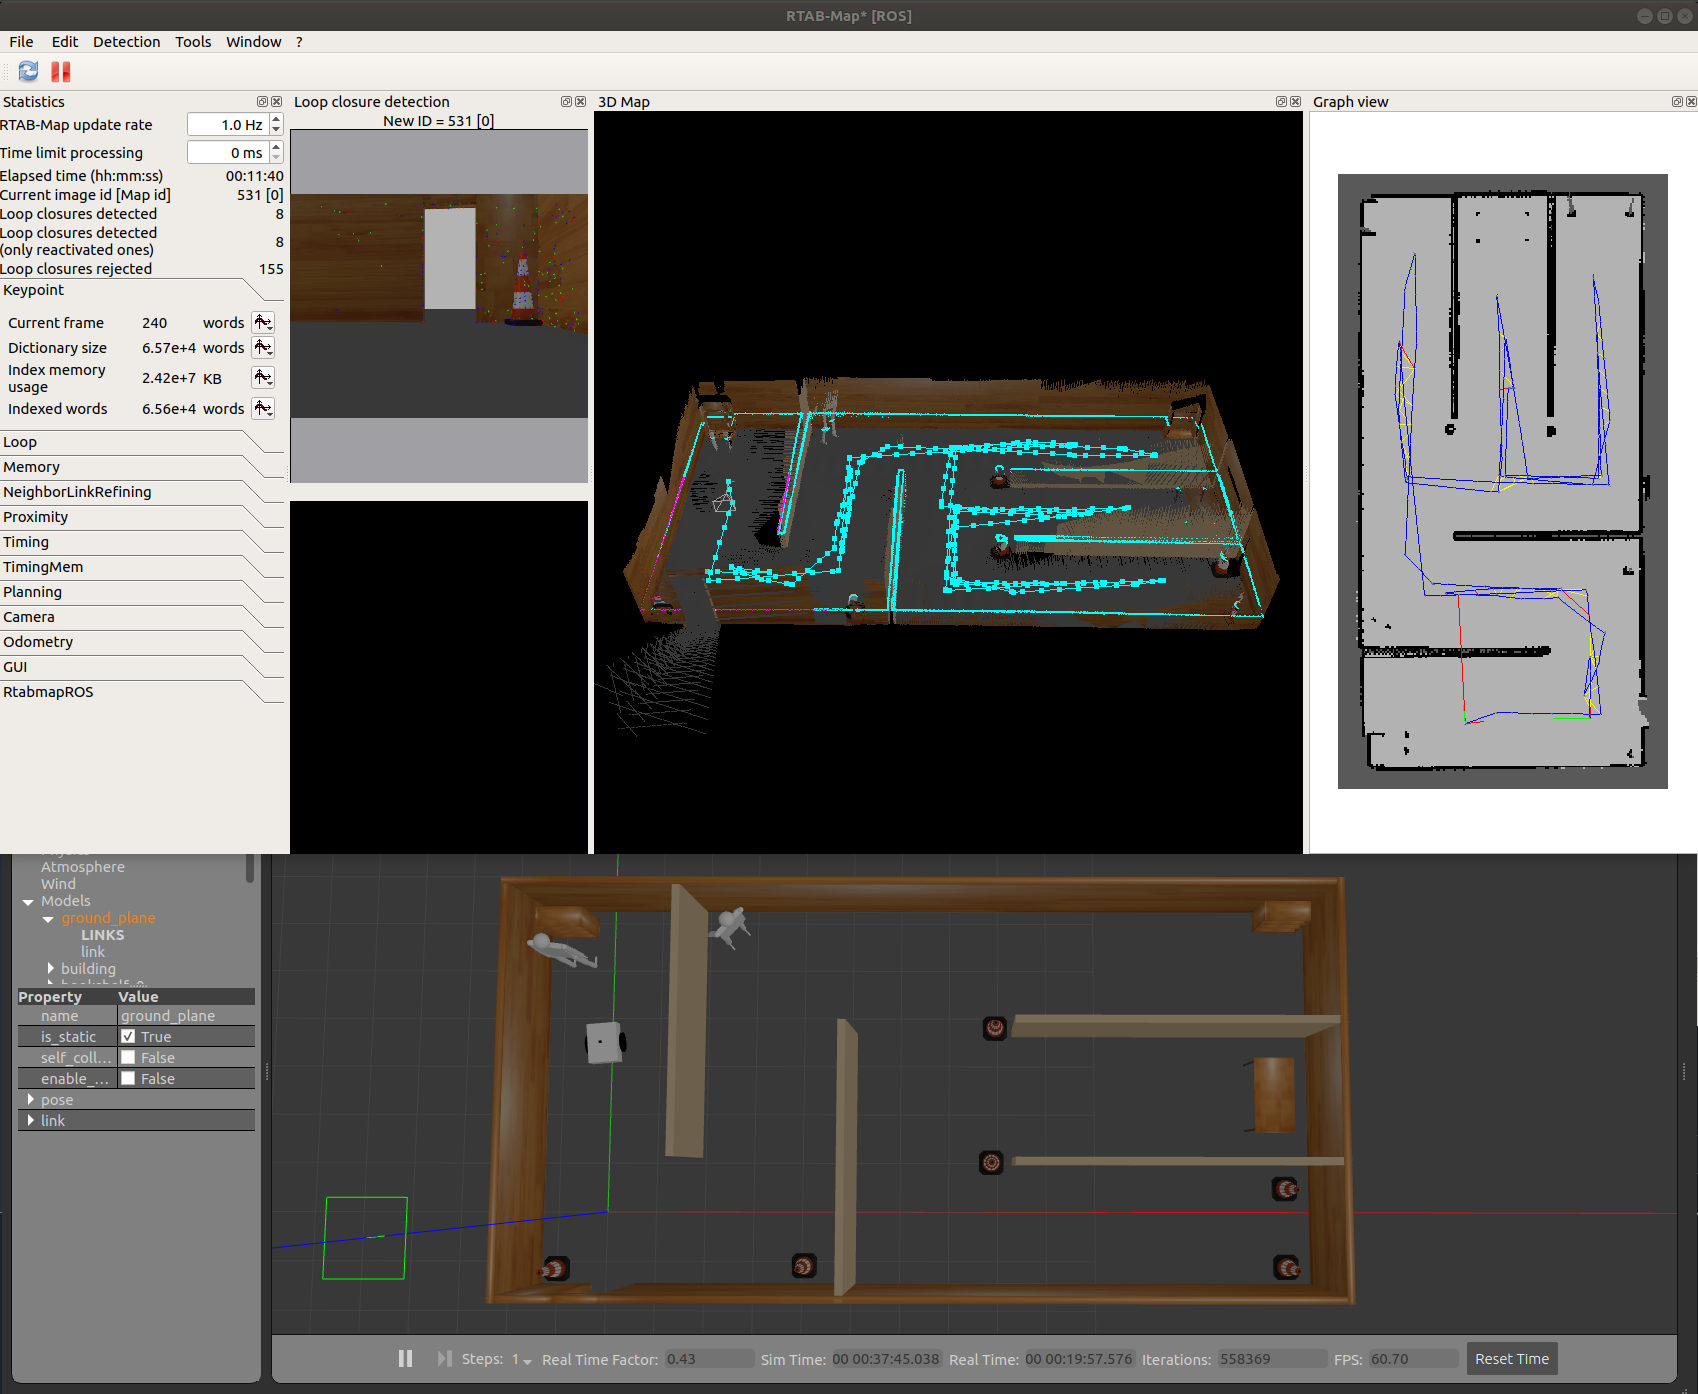 RTAB-Map* [ROS]
File Edit Detection Tools Window ?
Statistics
RTAB-Map update rate 1.0 Hz
Time limit processing 0 ms
Elapsed time (hh:mm:ss) 00:11:40
Current image id [Map id] 531 [0]
Loop closures detected 8
Loop closures detected
(only reactivated ones) 8
Loop closures rejected 155
Keypoint
Current frame 240 words
Dictionary size 6.57e+4 words
Index memory
usage 2.42e+7 KB
Indexed words 6.56e+4 words
Loop
Memory
NeighborLinkRefining
Proximity
Timing
TimingMem
Planning
Camera
Odometry
GUI
RtabmapROS
Loop closure detection
New ID = 531 [0]
3D Map
Graph view
Atmosphere
Wind
Models
ground_plane
LINKS
link
building
Property Value
name ground_plane
is_static True
self_coll... False
enable_... False
pose
link
Steps: 1 Real Time Factor: 0.43 Sim Time: 00 00:37:45.038 Real Time: 00 00:19:57.576 Iterations: 558369 FPS: 60.70 Reset Time